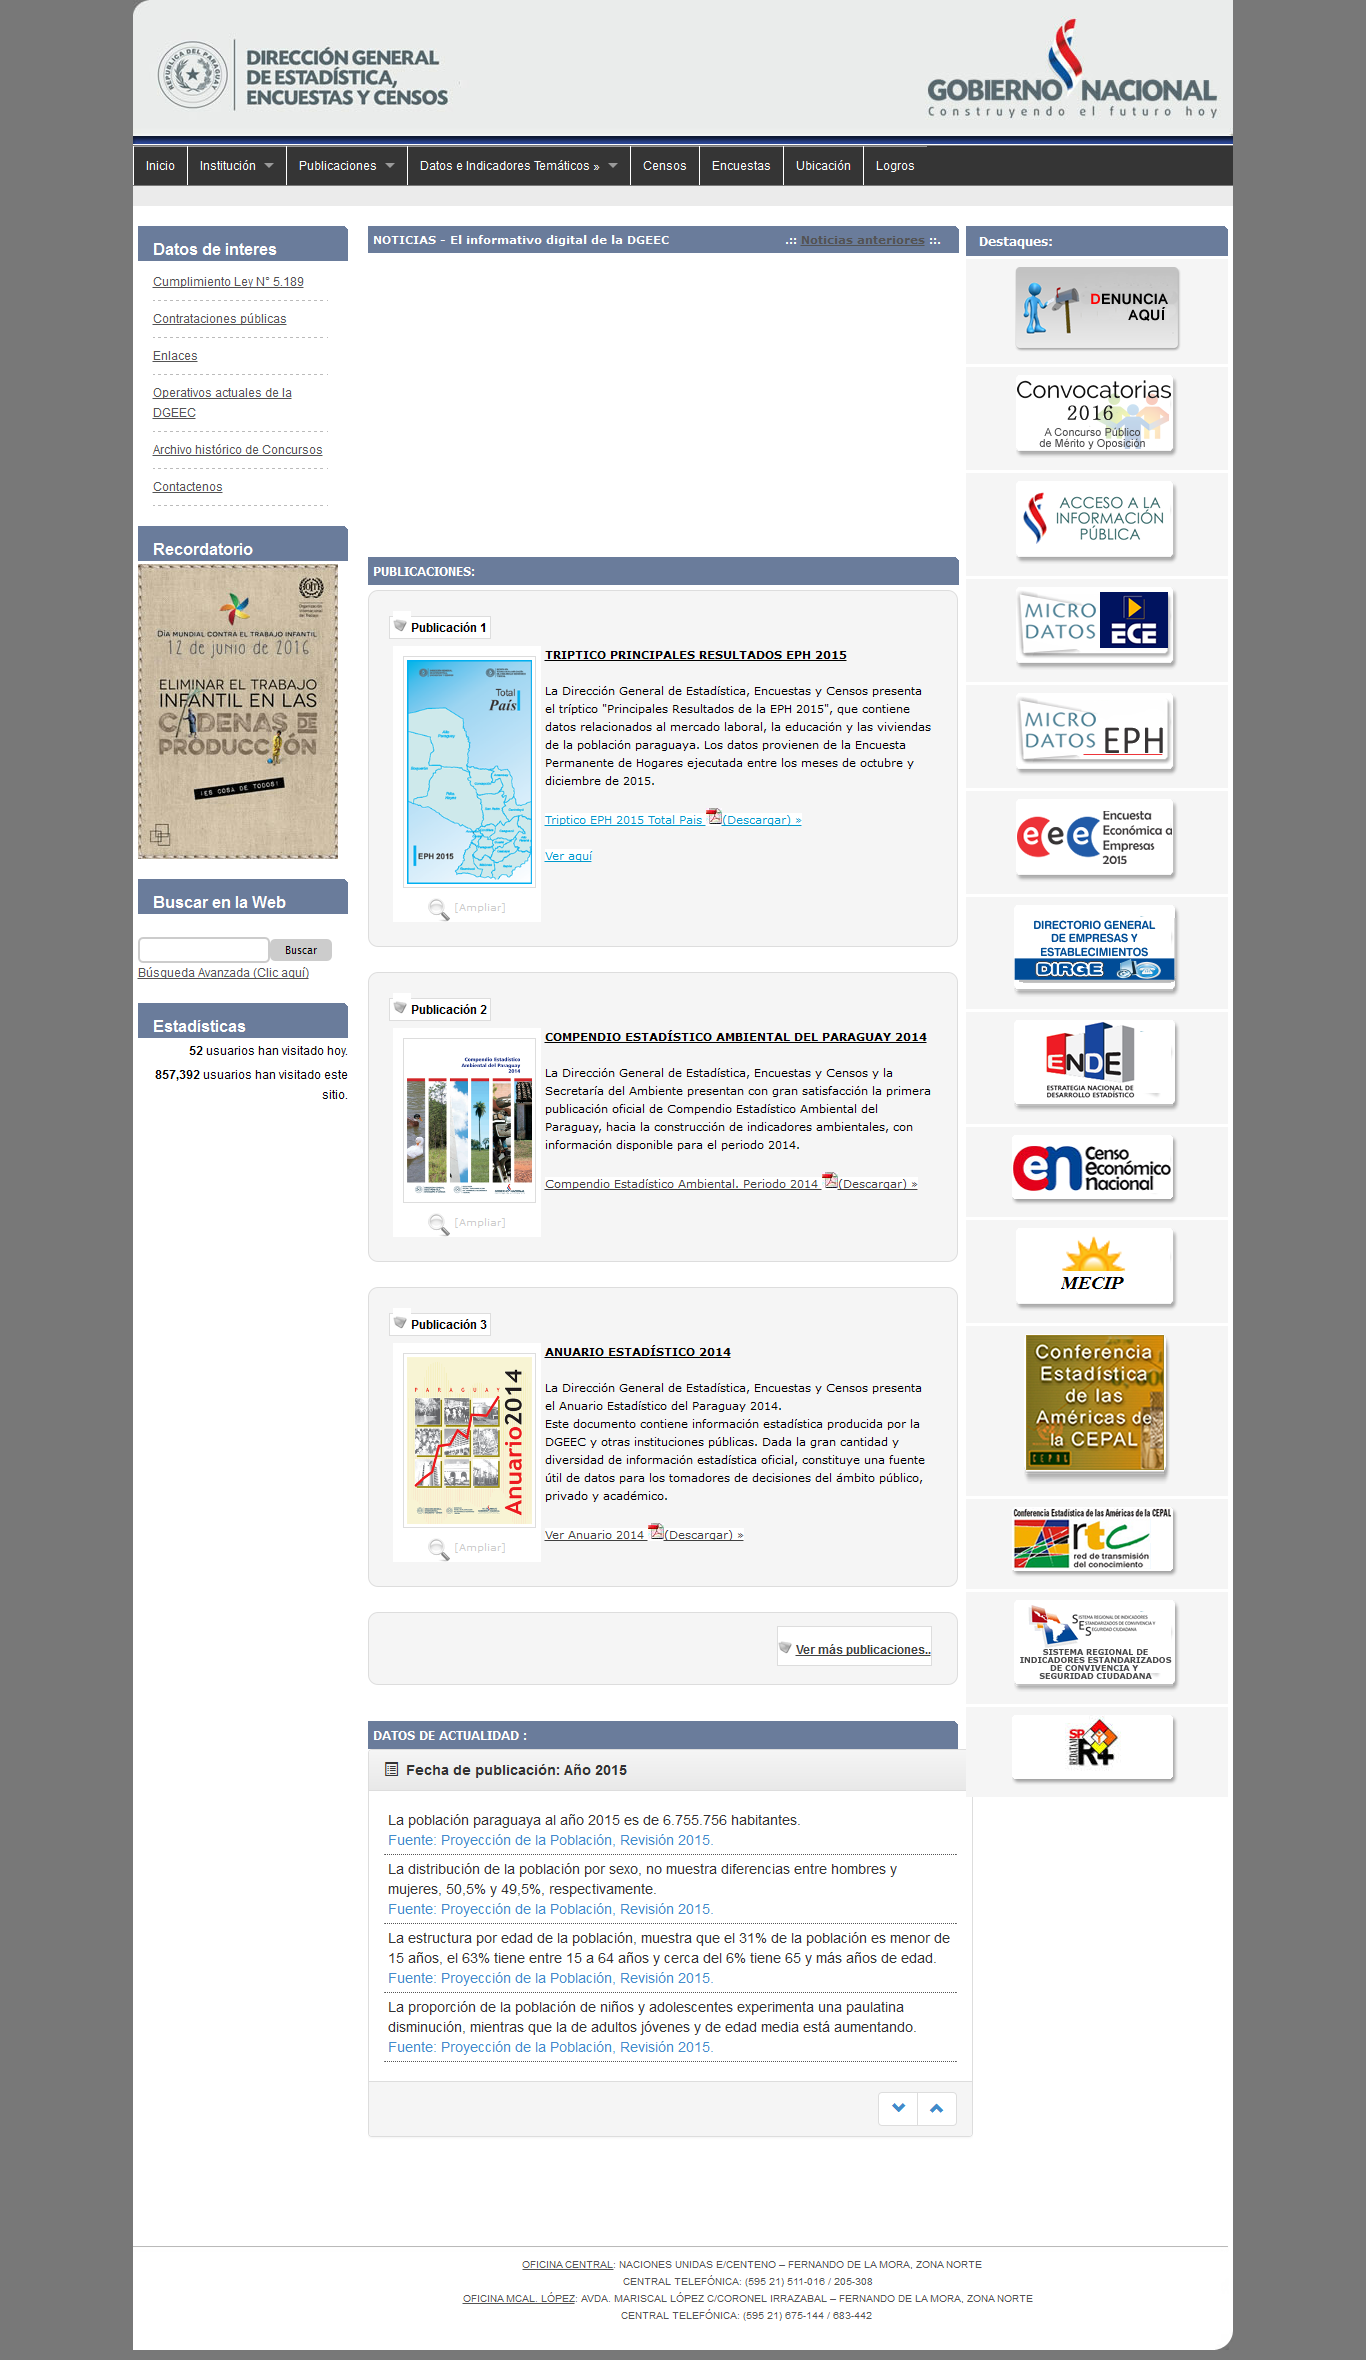 DIRECCIÓN GENERAL
DE ESTADÍSTICA,
ENCUESTAS Y CENSOS
REPUBLICA DEL PARAGUAY
GOBIERNO NACIONAL
Construyendo el futuro hoy
Inicio
Institución
Publicaciones
Datos e Indicadores Temáticos »
Censos
Encuestas
Ubicación
Logros
Datos de interes
Cumplimiento Ley N° 5.189
Contrataciones públicas
Enlaces
Operativos actuales de la
DGEEC
Archivo histórico de Concursos
Contactenos
Recordatorio
DÍA MUNDIAL CONTRA EL TRABAJO INFANTIL
12 de junio de 2016
ELIMINAR EL TRABAJO
INFANTIL EN LAS
CADENAS DE
PRODUCCIÓN
¡ES COSA DE TODOS!
Buscar en la Web
Buscar
Búsqueda Avanzada (Clic aquí)
Estadísticas
52 usuarios han visitado hoy.
857,392 usuarios han visitado este
sitio.
NOTICIAS - El informativo digital de la DGEEC
.:: Noticias anteriores ::.
PUBLICACIONES:
Publicación 1
Total
País
EPH 2015
[Ampliar]
TRIPTICO PRINCIPALES RESULTADOS EPH 2015
La Dirección General de Estadística, Encuestas y Censos presenta
el tríptico "Principales Resultados de la EPH 2015", que contiene
datos relacionados al mercado laboral, la educación y las viviendas
de la población paraguaya. Los datos provienen de la Encuesta
Permanente de Hogares ejecutada entre los meses de octubre y
diciembre de 2015.
Triptico EPH 2015 Total Pais (Descargar) »
Ver aquí
Publicación 2
Compendio Estadístico
Ambiental del Paraguay
2014
[Ampliar]
COMPENDIO ESTADÍSTICO AMBIENTAL DEL PARAGUAY 2014
La Dirección General de Estadística, Encuestas y Censos y la
Secretaría del Ambiente presentan con gran satisfacción la primera
publicación oficial de Compendio Estadístico Ambiental del
Paraguay, hacia la construcción de indicadores ambientales, con
información disponible para el periodo 2014.
Compendio Estadístico Ambiental. Periodo 2014 (Descargar) »
Publicación 3
PARAGUAY
Anuario2014
[Ampliar]
ANUARIO ESTADÍSTICO 2014
La Dirección General de Estadística, Encuestas y Censos presenta
el Anuario Estadístico del Paraguay 2014.
Este documento contiene información estadística producida por la
DGEEC y otras instituciones públicas. Dada la gran cantidad y
diversidad de información estadística oficial, constituye una fuente
útil de datos para los tomadores de decisiones del ámbito público,
privado y académico.
Ver Anuario 2014 (Descargar) »
Ver más publicaciones..
DATOS DE ACTUALIDAD :
Fecha de publicación: Año 2015
La población paraguaya al año 2015 es de 6.755.756 habitantes.
Fuente: Proyección de la Población, Revisión 2015.
La distribución de la población por sexo, no muestra diferencias entre hombres y
mujeres, 50,5% y 49,5%, respectivamente.
Fuente: Proyección de la Población, Revisión 2015.
La estructura por edad de la población, muestra que el 31% de la población es menor de
15 años, el 63% tiene entre 15 a 64 años y cerca del 6% tiene 65 y más años de edad.
Fuente: Proyección de la Población, Revisión 2015.
La proporción de la población de niños y adolescentes experimenta una paulatina
disminución, mientras que la de adultos jóvenes y de edad media está aumentando.
Fuente: Proyección de la Población, Revisión 2015.
Destaques:
DENUNCIA
AQUÍ
Convocatorias
2016
A Concurso Público
de Mérito y Oposición
ACCESO A LA
INFORMACIÓN
PÚBLICA
MICRO
DATOS
ECE
MICRO
DATOS EPH
eee
Encuesta
Económica a
Empresas
2015
DIRECTORIO GENERAL
DE EMPRESAS Y
ESTABLECIMIENTOS
DIRGE
ENDE
ESTRATEGIA NACIONAL DE
DESARROLLO ESTADÍSTICO
cen
Censo
Económico
Nacional
MECIP
Conferencia
Estadística
de las
Américas de
la CEPAL
CEPAL
Conferencia Estadística de las Américas de la CEPAL
rtc
red de transmisión
del conocimiento
SES
SISTEMA REGIONAL DE INDICADORES
ESTANDARIZADOS DE CONVIVENCIA Y
SEGURIDAD CIUDADANA
SISTEMA REGIONAL DE
INDICADORES ESTANDARIZADOS
DE CONVIVENCIA Y
SEGURIDAD CIUDADANA
REDATAM
SP
R+
OFICINA CENTRAL: NACIONES UNIDAS E/CENTENO – FERNANDO DE LA MORA, ZONA NORTE
CENTRAL TELEFÓNICA: (595 21) 511-016 / 205-308
OFICINA MCAL. LÓPEZ: AVDA. MARISCAL LÓPEZ C/CORONEL IRRAZABAL – FERNANDO DE LA MORA, ZONA NORTE
CENTRAL TELEFÓNICA: (595 21) 675-144 / 683-442